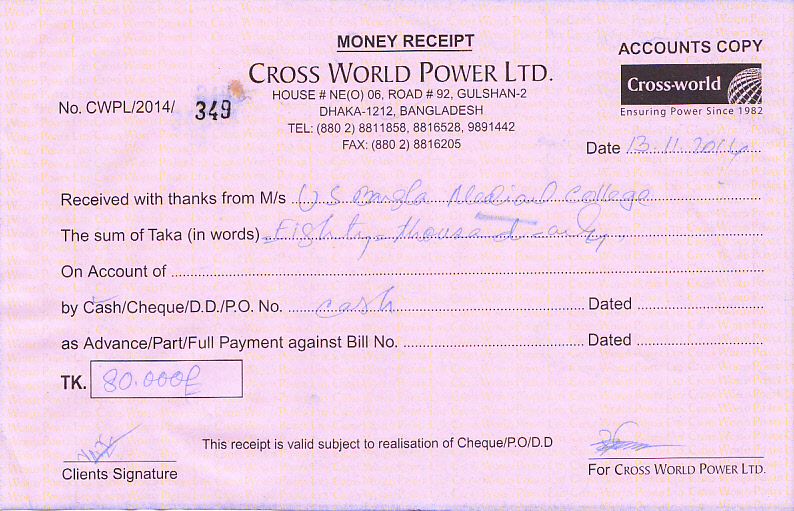 MONEY RECEIPT
ACCOUNTS COPY
CROSS WORLD POWER LTD.
Cross-world
Ensuring Power Since 1982
HOUSE # NE(O) 06, ROAD # 92, GULSHAN-2
DHAKA-1212, BANGLADESH
TEL: (880 2) 8811858, 8816528, 9891442
FAX: (880 2) 8816205
No. CWPL/2014/ 349
Date 13.11.2014
Received with thanks from M/s US Bangla Medical College
The sum of Taka (in words) Eighty thousand only.
On Account of
by Cash/Cheque/D.D./P.O. No. cash Dated
as Advance/Part/Full Payment against Bill No. Dated
TK. 80.000/=
This receipt is valid subject to realisation of Cheque/P.O/D.D
Clients Signature
For CROSS WORLD POWER LTD.